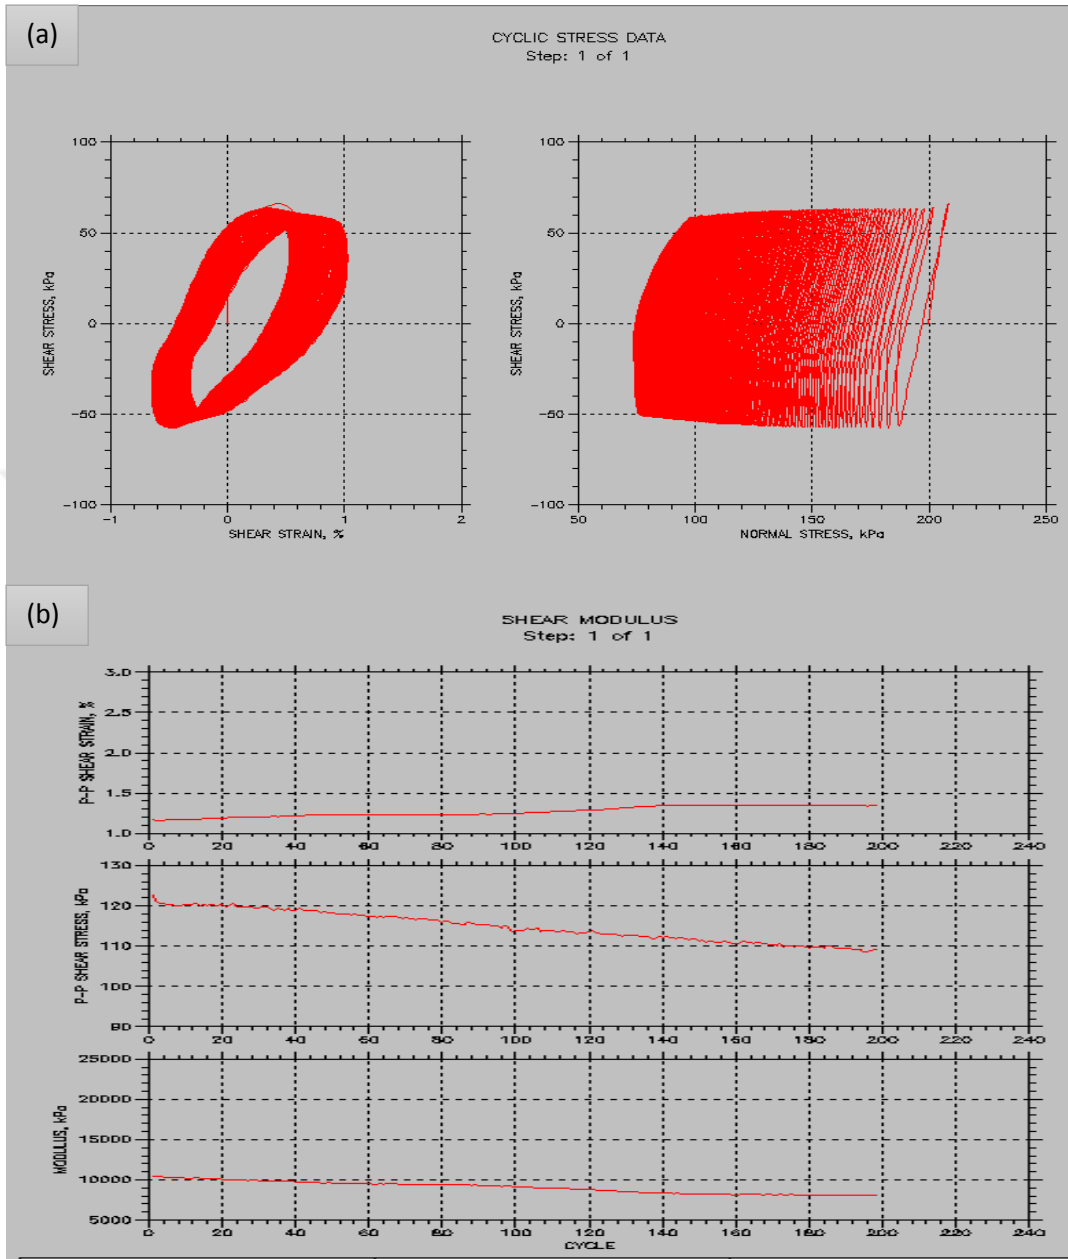 (a)
CYCLIC STRESS DATA
Step: 1 of 1
100
50
0
-50
-100
SHEAR STRESS, kPa
-1 0 1 2
SHEAR STRAIN, %
100
50
0
-50
-100
SHEAR STRESS, kPa
50 100 150 200 250
NORMAL STRESS, kPa
(b)
SHEAR MODULUS
Step: 1 of 1
3.0
2.5
2.0
1.5
1.0
P-P SHEAR STRAIN, %
0 20 40 60 80 100 120 140 160 180 200 220 240
130
120
110
100
90
P-P SHEAR STRESS, kPa
0 20 40 60 80 100 120 140 160 180 200 220 240
25000
20000
15000
10000
5000
MODULUS, kPa
0 20 40 60 80 100 120 140 160 180 200 220 240
CYCLE